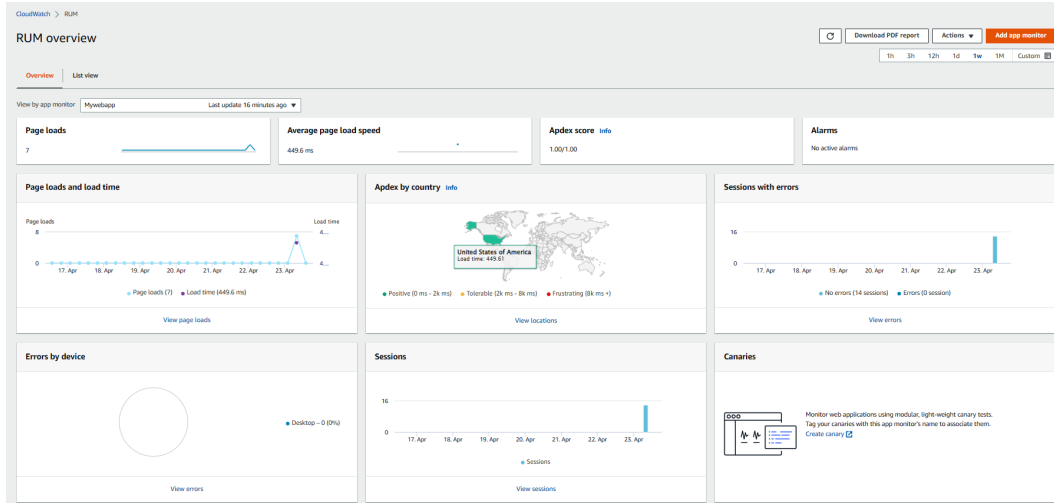 CloudWatch > RUM
RUM overview
Download PDF report
Actions
Add app monitor
1h 3h 12h 1d 1w 1M Custom
Overview
List view
View by app monitor
Mywebapp
Last update 16 minutes ago
Page loads
7
Average page load speed
449.6 ms
Apdex score Info
1.00/1.00
Alarms
No active alarms
Page loads and load time
Page loads
Load time
8
4...
0
4...
17. Apr 18. Apr 19. Apr 20. Apr 21. Apr 22. Apr 23. Apr
Page loads (7)
Load time (449.6 ms)
View page loads
Apdex by country Info
United States of America
Load time: 449.61
Positive (0 ms - 2k ms)
Tolerable (2k ms - 8k ms)
Frustrating (8k ms +)
View locations
Sessions with errors
16
0
17. Apr 18. Apr 19. Apr 20. Apr 21. Apr 22. Apr 23. Apr
No errors (14 sessions)
Errors (0 session)
View errors
Errors by device
Desktop – 0 (0%)
View errors
Sessions
16
0
17. Apr 18. Apr 19. Apr 20. Apr 21. Apr 22. Apr 23. Apr
Sessions
View sessions
Canaries
Monitor web applications using modular, light-weight canary tests.
Tag your canaries with this app monitor's name to associate them.
Create canary